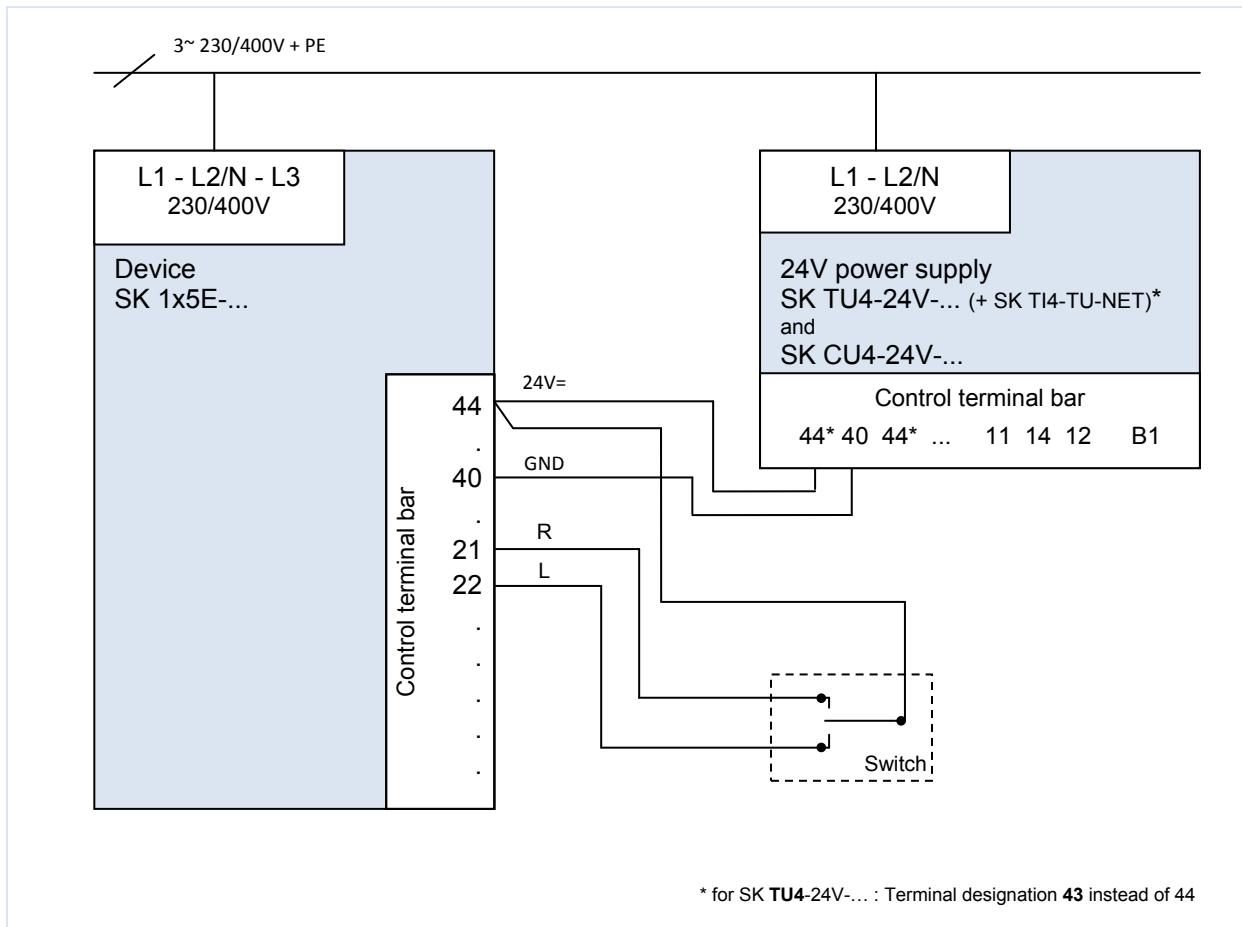 3~ 230/400V + PE
L1 - L2/N - L3
230/400V
Device
SK 1x5E-...
Control terminal bar
44
.
40
.
21
22
.
.
.
.
.
24V=
GND
R
L
L1 - L2/N
230/400V
24V power supply
SK TU4-24V-... (+ SK TI4-TU-NET)*
and
SK CU4-24V-...
Control terminal bar
44* 40 44* ... 11 14 12 B1
Switch
* for SK TU4-24V-... : Terminal designation 43 instead of 44